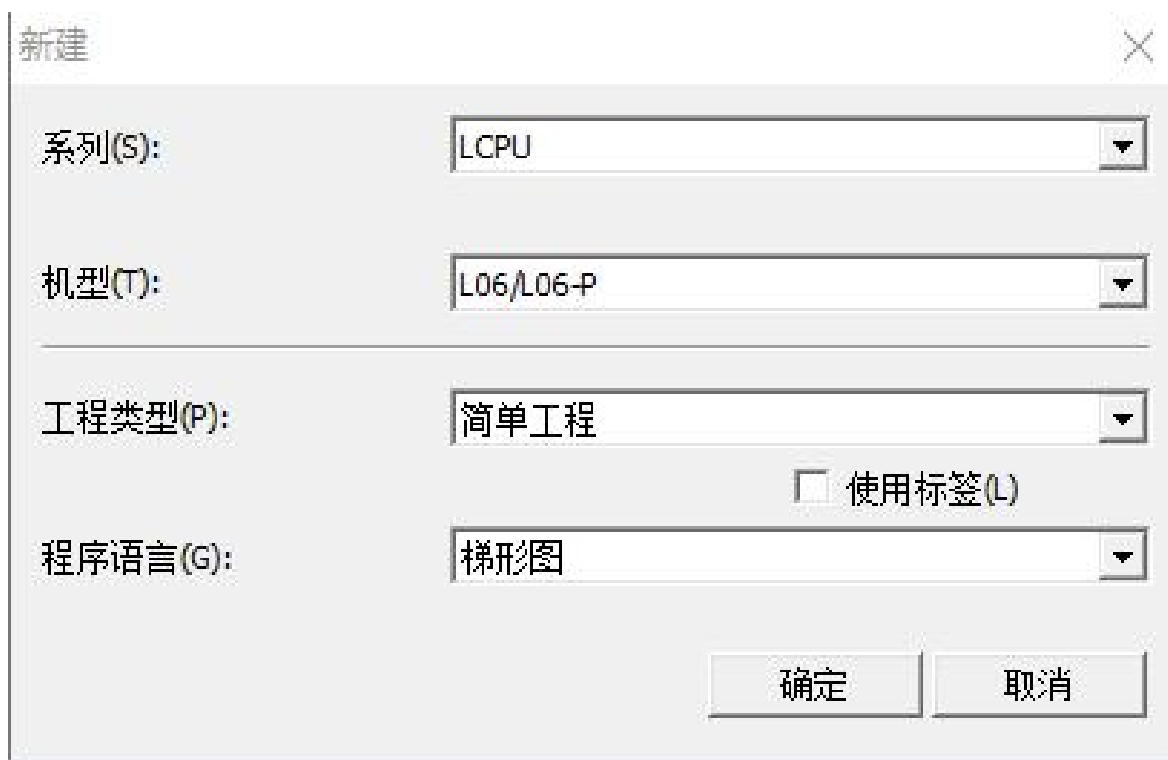 新建
系列(S): LCPU
机型(T): L06/L06-P
工程类型(P): 简单工程
使用标签(L)
程序语言(G): 梯形图
确定 取消